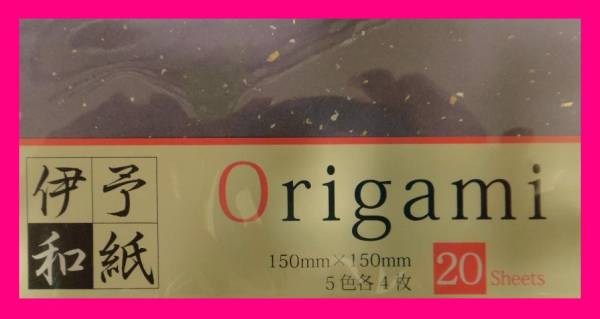 伊予
和紙
Origami
150mm×150mm
5色各4枚
20 Sheets